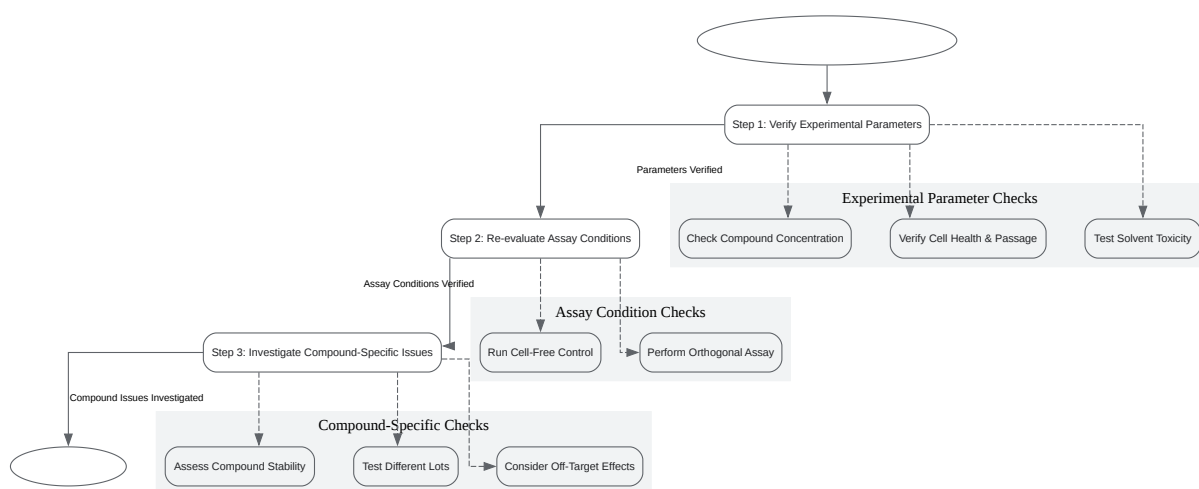 Step 1: Verify Experimental Parameters
Parameters Verified
Experimental Parameter Checks
Check Compound Concentration
Verify Cell Health & Passage
Test Solvent Toxicity
Step 2: Re-evaluate Assay Conditions
Assay Conditions Verified
Assay Condition Checks
Run Cell-Free Control
Perform Orthogonal Assay
Step 3: Investigate Compound-Specific Issues
Compound Issues Investigated
Compound-Specific Checks
Assess Compound Stability
Test Different Lots
Consider Off-Target Effects